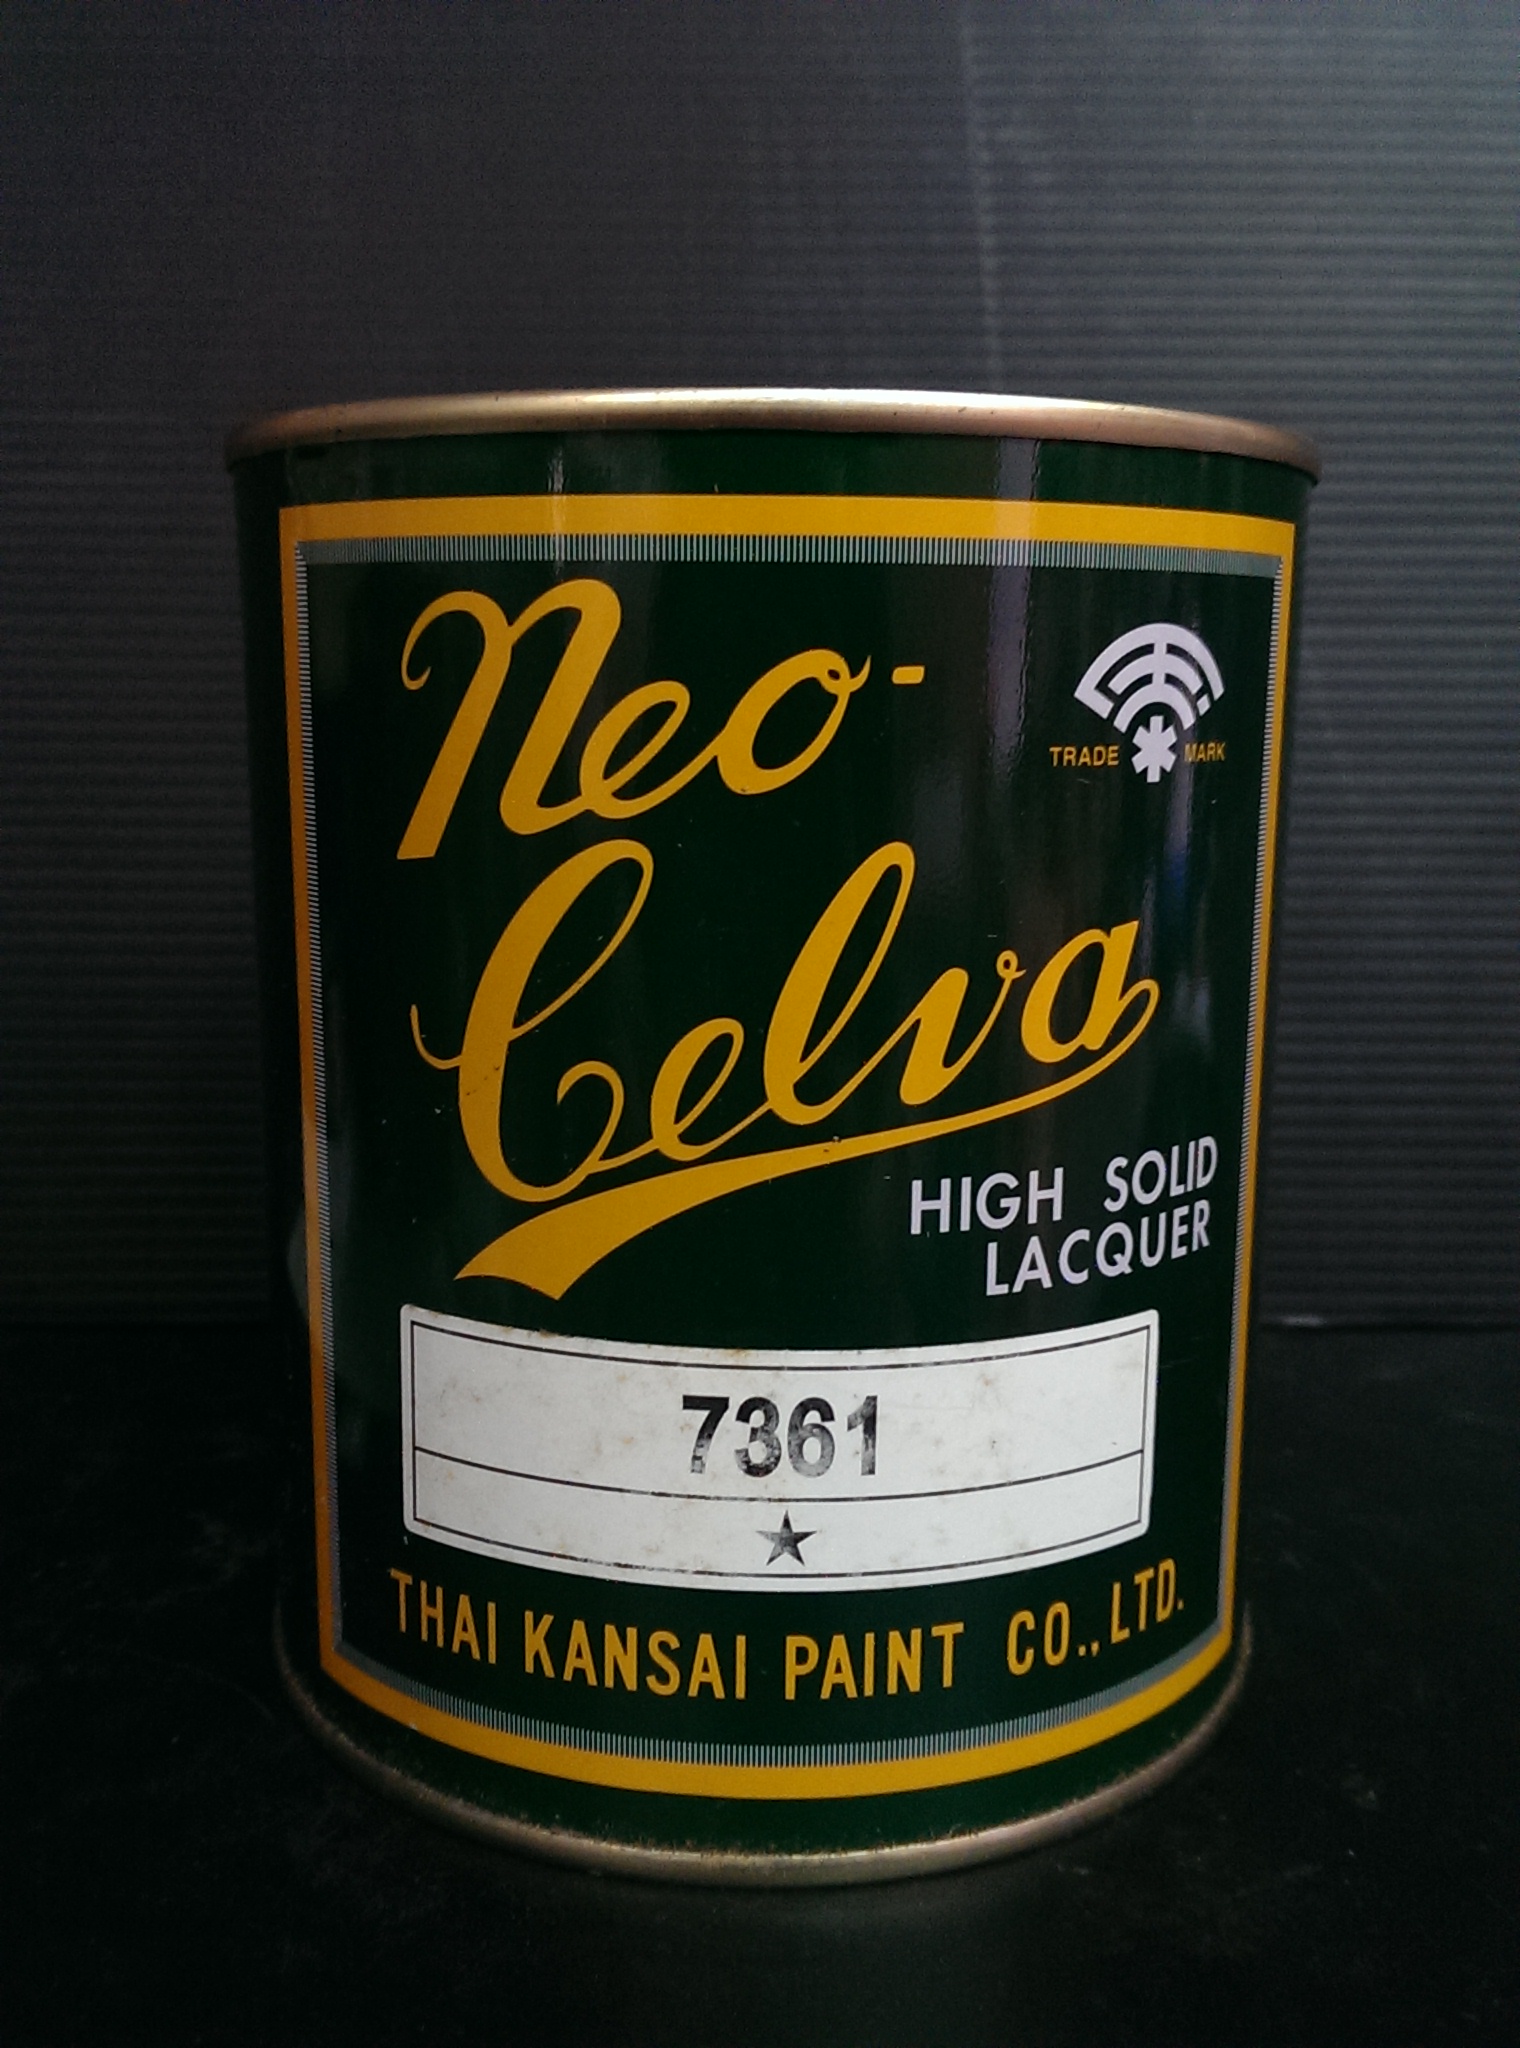 Neo-
Celva
TRADE MARK
HIGH SOLID
LACQUER
7361
THAI KANSAI PAINT CO., LTD.